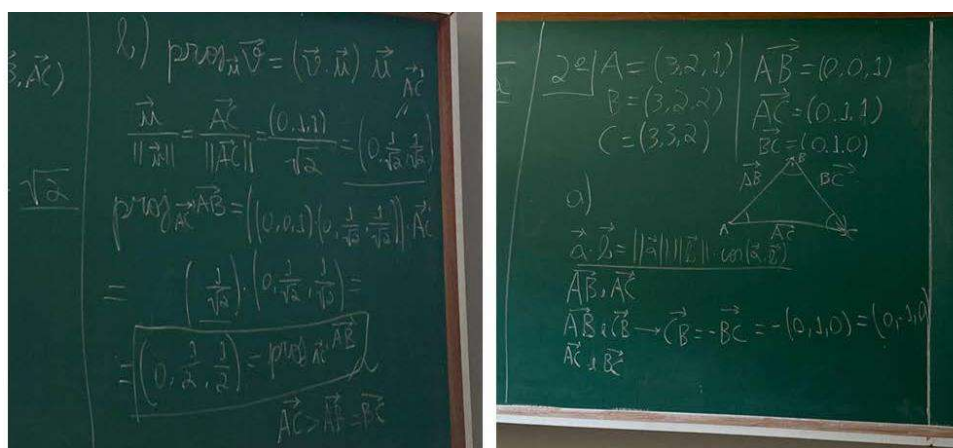 B, AC)
√2
b) proj_u⃗ v⃗ = (v⃗.u⃗) u⃗
AC⃗
u⃗/||u⃗|| = AC⃗/||AC⃗|| = (0,1,1)/√2 = (0, 1/√2, 1/√2)
proj_AC⃗ AB⃗ = ((0,0,1)(0, 1/√2, 1/√2)).AC⃗
= (1/√2).(0, 1/√2, 1/√2) =
= (0, 1/2, 1/2) = proj_AC⃗ AB⃗
AC⃗ > AB⃗ = BC⃗
2º| A = (3,2,1)
B = (3,2,2)
C = (3,3,2)
AB⃗ = (0,0,1)
AC⃗ = (0,1,1)
BC⃗ = (0,1,0)
B
AB⃗ BC⃗
A AC⃗
a)
a⃗.b⃗ = ||a⃗|| ||b⃗|| . cos(a⃗,b⃗)
AB⃗, AC⃗
AB⃗ e CB⃗ → CB⃗ = -BC⃗ = -(0,1,0) = (0,-1,0)
AC⃗ e BC⃗